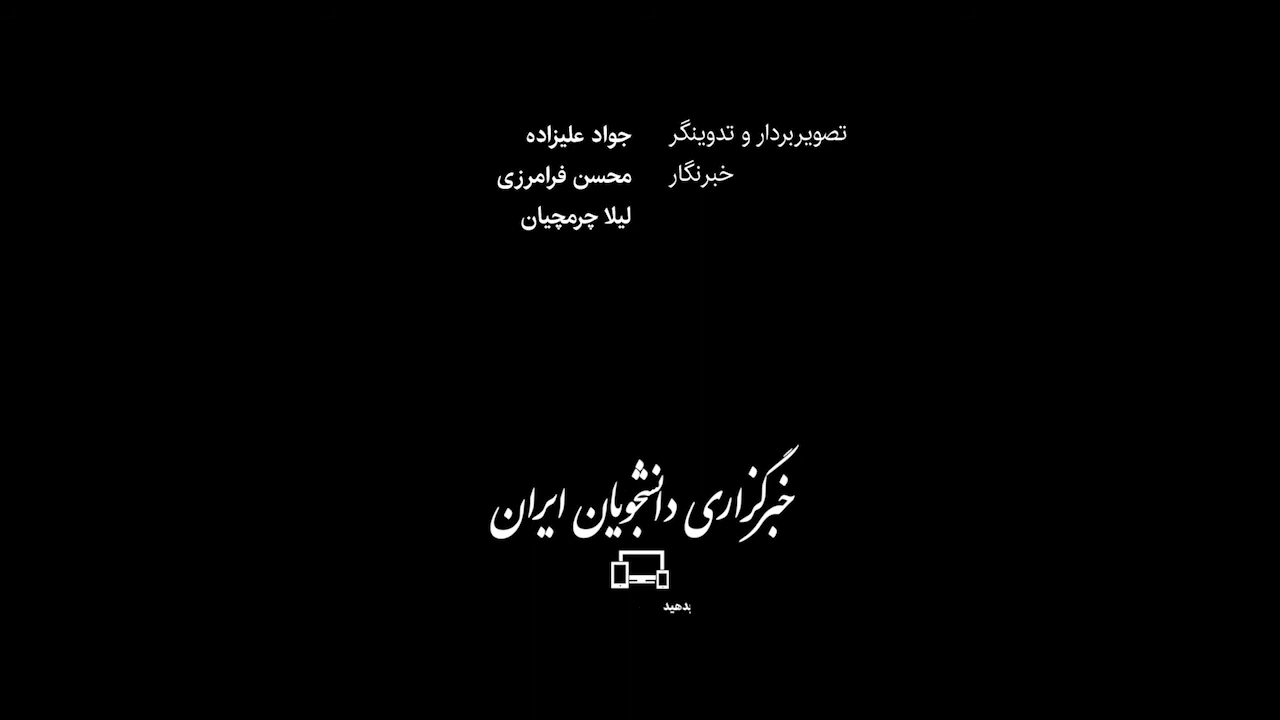 تصویربردار و تدوینگر جواد علیزاده
خبرنگار محسن فرامرزی
لیلا چرمچیان
خبرگزاری دانشجویان ایران
بدهید